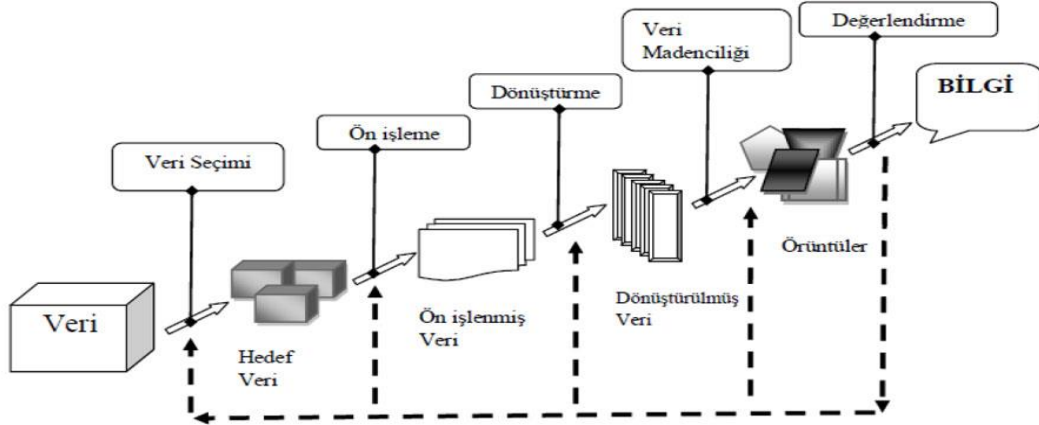 Değerlendirme
Veri
Madenciliği
BİLGİ
Dönüştürme
Ön işleme
Veri Seçimi
Örüntüler
Dönüştürülmüş
Veri
Ön işlenmiş
Veri
Veri
Hedef
Veri